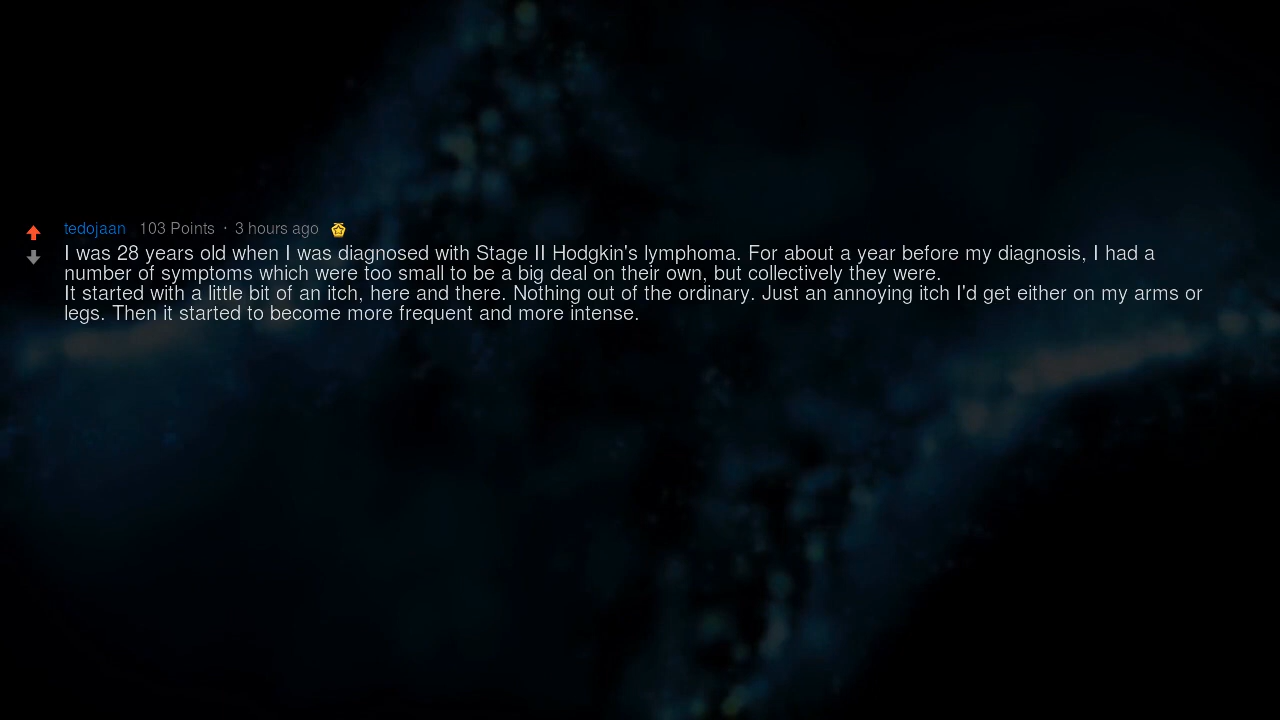 tedojaan 103 Points · 3 hours ago
I was 28 years old when I was diagnosed with Stage II Hodgkin's lymphoma. For about a year before my diagnosis, I had a
number of symptoms which were too small to be a big deal on their own, but collectively they were.
It started with a little bit of an itch, here and there. Nothing out of the ordinary. Just an annoying itch I'd get either on my arms or
legs. Then it started to become more frequent and more intense.